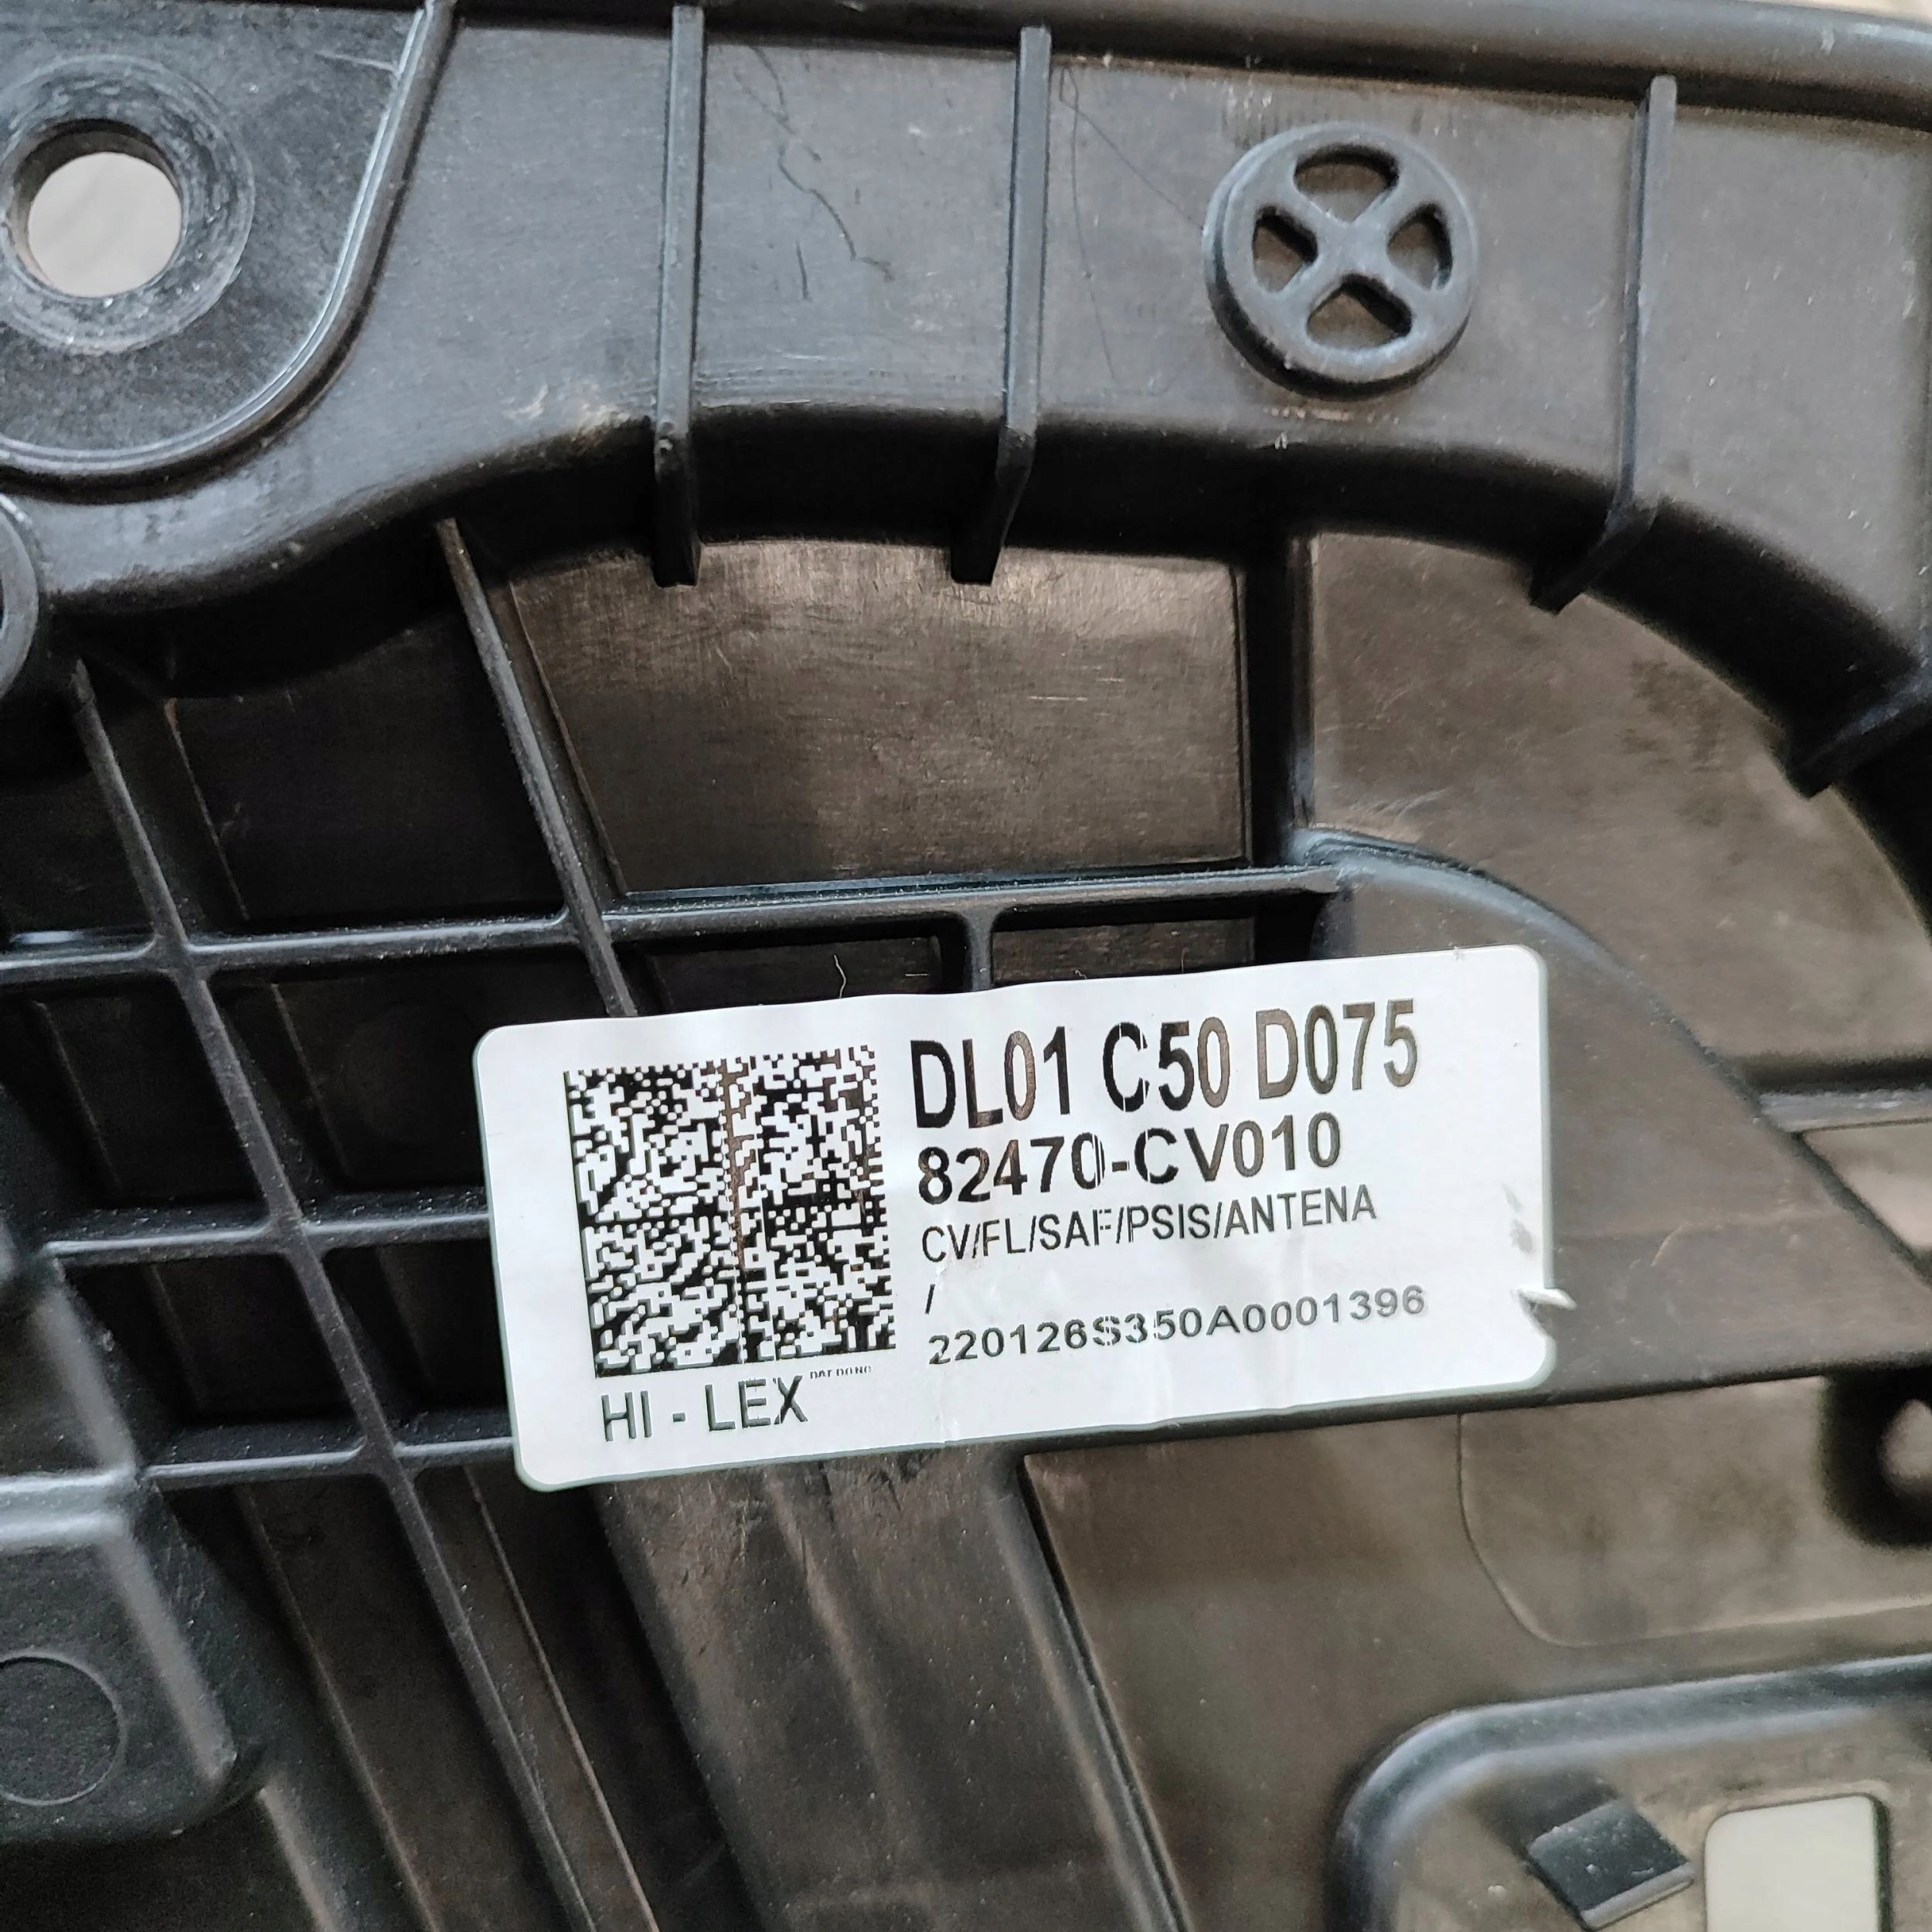 DL01 C50 D075
82470-CV010
CV/FL/SAF/PSIS/ANTENA
/
220126S350A0001396
HI - LEX